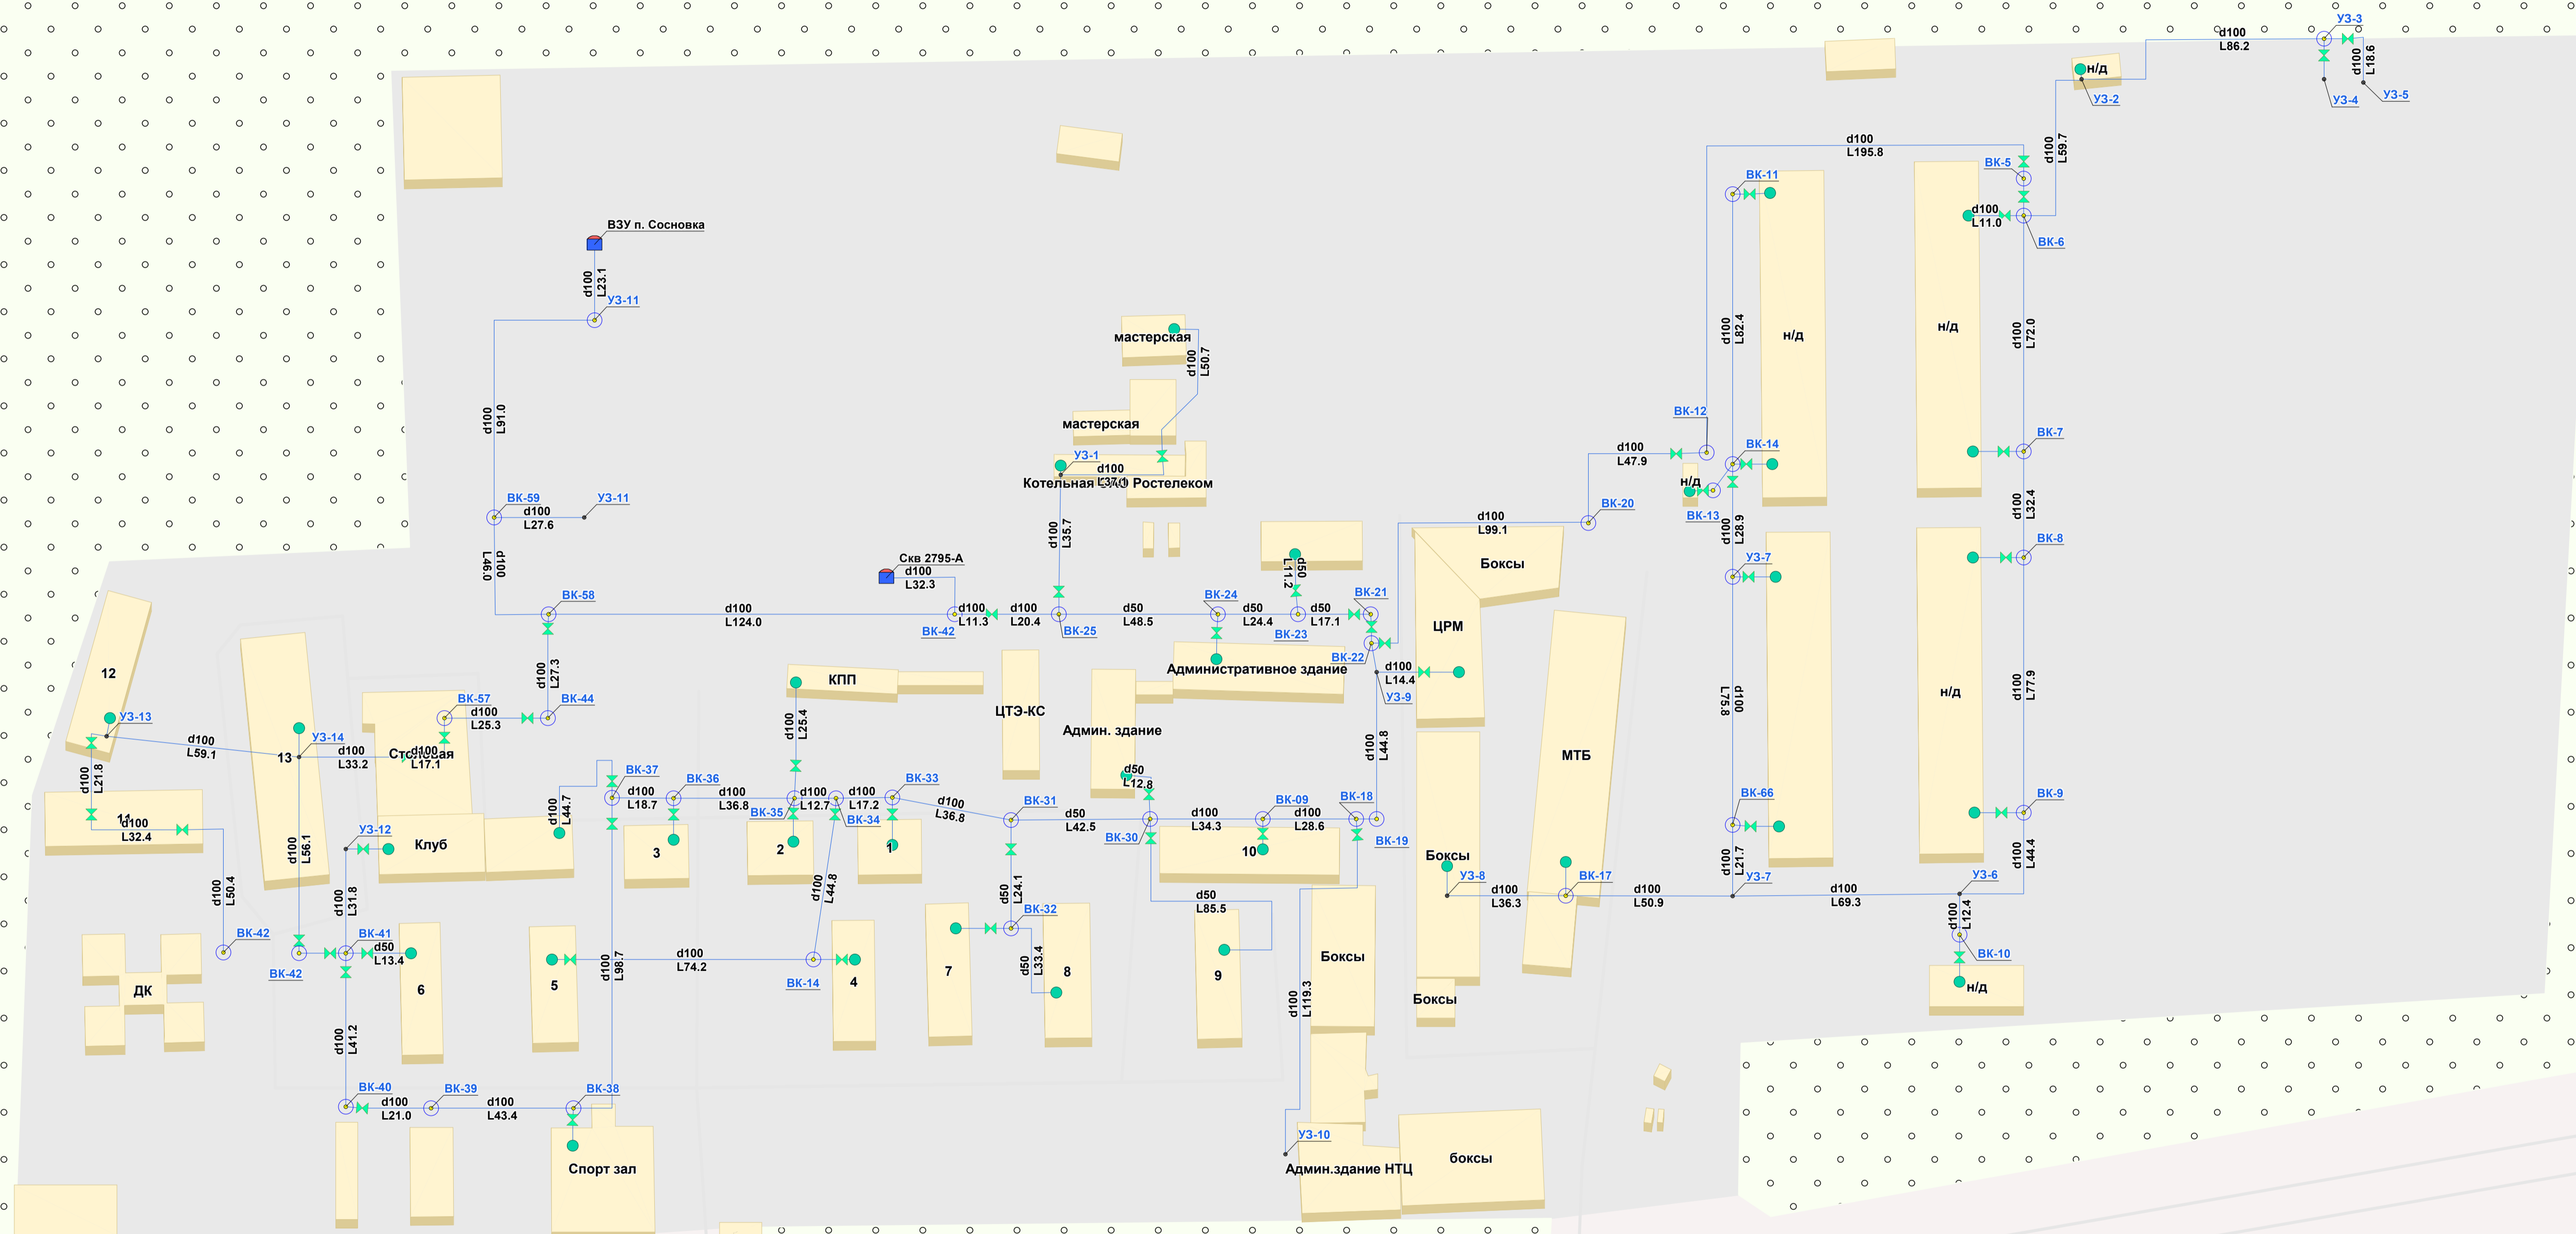 УЗ-3
d100
L86.2
d100
L18.6
н/д
УЗ-2
УЗ-4
УЗ-5
d100
L195.8
d100
L59.7
ВК-5
ВК-11
d100
L11.0
ВК-6
ВЗУ п. Сосновка
d100
L23.1
УЗ-11
мастерская
d100
L50.7
d100
L82.4
н/д
н/д
d100
L72.0
d100
L91.0
мастерская
ВК-12
ВК-7
УЗ-1
d100
L37.1
Котельная ОАО Ростелеком
d100
L47.9
ВК-14
н/д
ВК-59
УЗ-11
d100
L27.6
d100
L35.7
d100
L99.1
ВК-20
ВК-13
d100
L28.9
d100
L32.4
d100
L46.0
Скв 2795-А
d100
L32.3
d50
L11.2
Боксы
УЗ-7
ВК-8
ВК-58
d100
L124.0
ВК-42
d100
L11.3
d100
L20.4
ВК-25
d50
L48.5
ВК-24
d50
L24.4
ВК-23
d50
L17.1
ВК-21
ВК-22
ЦРМ
12
d100
L27.3
КПП
Административное здание
d100
L14.4
УЗ-9
н/д
d100
L77.9
d100
L75.8
УЗ-13
ВК-57
d100
L25.3
ВК-44
ЦТЭ-КС
Админ. здание
d100
L59.1
УЗ-14
13
d100
L33.2
Столовая
d100
L17.1
d100
L25.4
d100
L44.8
МТБ
d100
L21.8
ВК-37
d100
L18.7
ВК-36
d100
L36.8
d100
L12.7
d100
L17.2
ВК-33
d50
L12.8
d100
L36.8
ВК-31
ВК-09
ВК-18
ВК-66
ВК-9
11
d100
L32.4
УЗ-12
d100
L44.7
ВК-35
ВК-34
d50
L42.5
ВК-30
d100
L34.3
d100
L28.6
ВК-19
d100
L56.1
Клуб
3
2
1
10
Боксы
УЗ-8
d100
L36.3
ВК-17
d100
L50.9
d100
L21.7
УЗ-7
d100
L69.3
УЗ-6
d100
L44.4
d100
L50.4
d100
L31.8
d100
L44.8
d50
L24.1
ВК-32
d50
L85.5
d100
L12.4
ВК-42
ВК-42
ВК-41
d50
L13.4
d100
L98.7
d100
L74.2
ВК-14
Боксы
ВК-10
ДК
6
5
4
7
d50
L33.4
8
9
d100
L119.3
Боксы
н/д
d100
L41.2
ВК-40
ВК-39
ВК-38
d100
L21.0
d100
L43.4
УЗ-10
Спорт зал
Админ.здание НТЦ
боксы